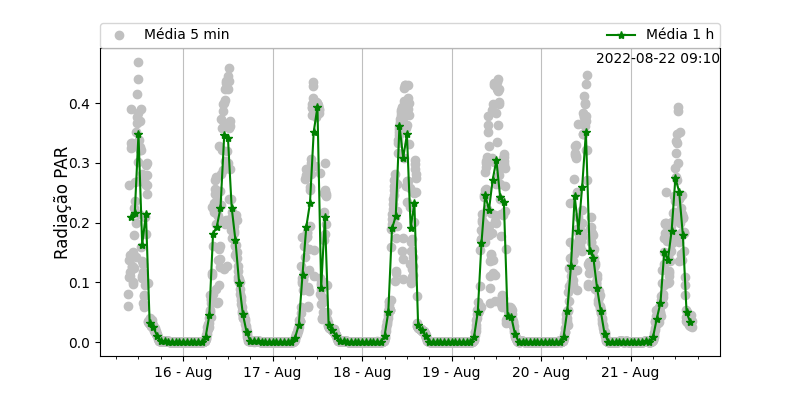 Média 5 min
Média 1 h
2022-08-22 09:10
Radiação PAR
0.4
0.3
0.2
0.1
0.0
16 - Aug
17 - Aug
18 - Aug
19 - Aug
20 - Aug
21 - Aug